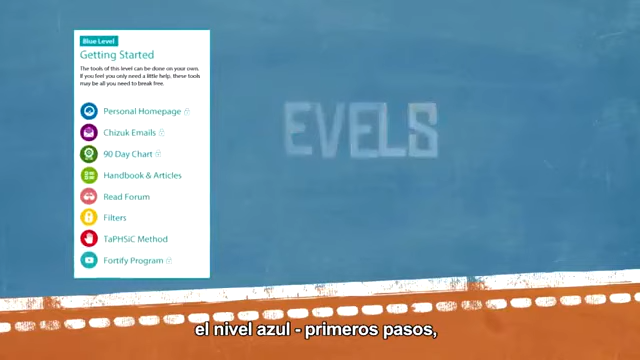 Blue Level
Getting Started
The tools of this level can be done on your own.
If you feel you only need a little help, these tools
may be all you need to break free.
Personal Homepage
Chizuk Emails
90 Day Chart
Handbook & Articles
Read Forum
Filters
TaPHSiC Method
Fortify Program
EVELS
el nivel azul - primeros pasos,